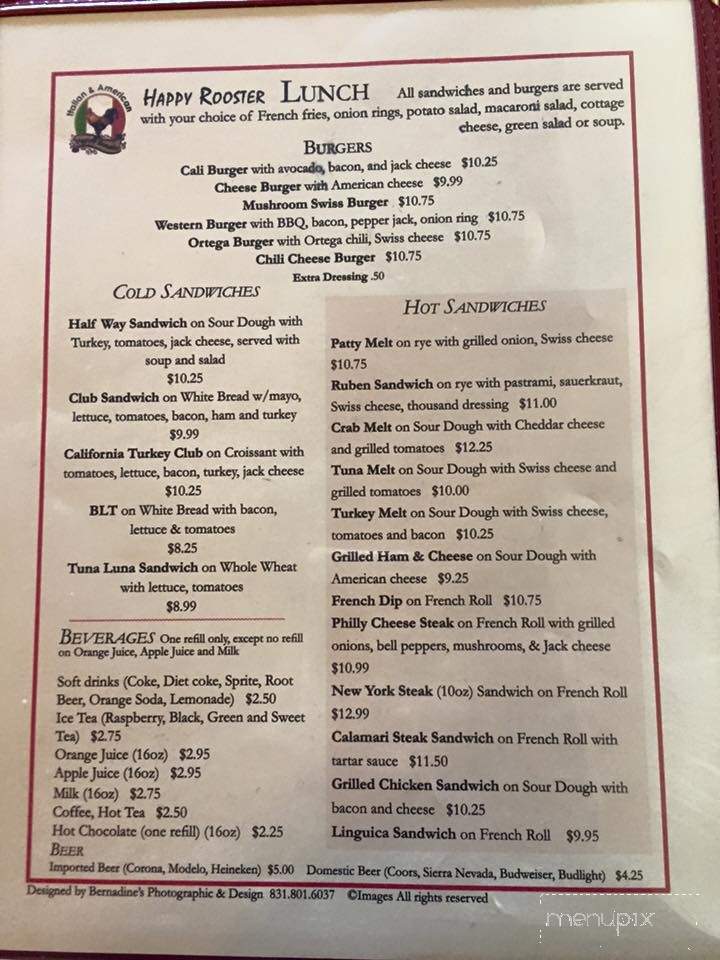 Italian & American
HAPPY ROOSTER LUNCH All sandwiches and burgers are served
with your choice of French fries, onion rings, potato salad, macaroni salad, cottage
cheese, green salad or soup.
BURGERS
Cali Burger with avocado, bacon, and jack cheese $10.25
Cheese Burger with American cheese $9.99
Mushroom Swiss Burger $10.75
Western Burger with BBQ, bacon, pepper jack, onion ring $10.75
Ortega Burger with Ortega chili, Swiss cheese $10.75
Chili Cheese Burger $10.75
Extra Dressing .50
COLD SANDWICHES
Half Way Sandwich on Sour Dough with
Turkey, tomatoes, jack cheese, served with
soup and salad
$10.25
Club Sandwich on White Bread w/mayo,
lettuce, tomatoes, bacon, ham and turkey
$9.99
California Turkey Club on Croissant with
tomatoes, lettuce, bacon, turkey, jack cheese
$10.25
BLT on White Bread with bacon,
lettuce & tomatoes
$8.25
Tuna Luna Sandwich on Whole Wheat
with lettuce, tomatoes
$8.99
HOT SANDWICHES
Patty Melt on rye with grilled onion, Swiss cheese
$10.75
Ruben Sandwich on rye with pastrami, sauerkraut,
Swiss cheese, thousand dressing $11.00
Crab Melt on Sour Dough with Cheddar cheese
and grilled tomatoes $12.25
Tuna Melt on Sour Dough with Swiss cheese and
grilled tomatoes $10.00
Turkey Melt on Sour Dough with Swiss cheese,
tomatoes and bacon $10.25
Grilled Ham & Cheese on Sour Dough with
American cheese $9.25
French Dip on French Roll $10.75
Philly Cheese Steak on French Roll with grilled
onions, bell peppers, mushrooms, & Jack cheese
$10.99
New York Steak (10oz) Sandwich on French Roll
$12.99
Calamari Steak Sandwich on French Roll with
tartar sauce $11.50
Grilled Chicken Sandwich on Sour Dough with
bacon and cheese $10.25
Linguica Sandwich on French Roll $9.95
BEVERAGES One refill only, except no refill
on Orange Juice, Apple Juice and Milk
Soft drinks (Coke, Diet coke, Sprite, Root
Beer, Orange Soda, Lemonade) $2.50
Ice Tea (Raspberry, Black, Green and Sweet
Tea) $2.75
Orange Juice (16oz) $2.95
Apple Juice (16oz) $2.95
Milk (16oz) $2.75
Coffee, Hot Tea $2.50
Hot Chocolate (one refill) (16oz) $2.25
BEER
Imported Beer (Corona, Modelo, Heineken) $5.00 Domestic Beer (Coors, Sierra Nevada, Budweiser, Budlight) $4.25
Designed by Bernadine's Photographic & Design 831.801.6037 ©Images All rights reserved
menupix